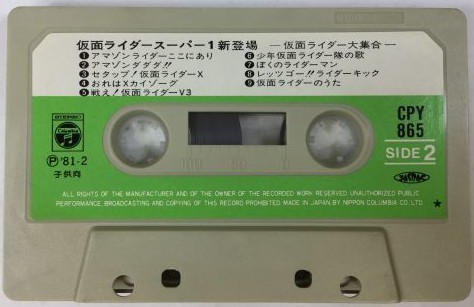 仮面ライダースーパー1新登場 ―仮面ライダー大集合―
❶アマゾンライダーここにあり
❷アマゾンダダダ!!
❸セタップ!仮面ライダーX
❹おれはXカイゾーグ
❺戦え!仮面ライダーV3
❻少年仮面ライダー隊の歌
❼ぼくのライダーマン
❽レッツゴー!!ライダーキック
❾仮面ライダーのうた
STEREO
Columbia
Ⓟ'81-2
子供向
CPY
865
SIDE 2
ALL RIGHTS OF THE MANUFACTURER AND OF THE OWNER OF THE RECORDED WORK RESERVED. UNAUTHORIZED PUBLIC
PERFORMANCE, BROADCASTING AND COPYING OF THIS RECORD PROHIBITED. MADE IN JAPAN BY NIPPON COLUMBIA CO., LTD. ★